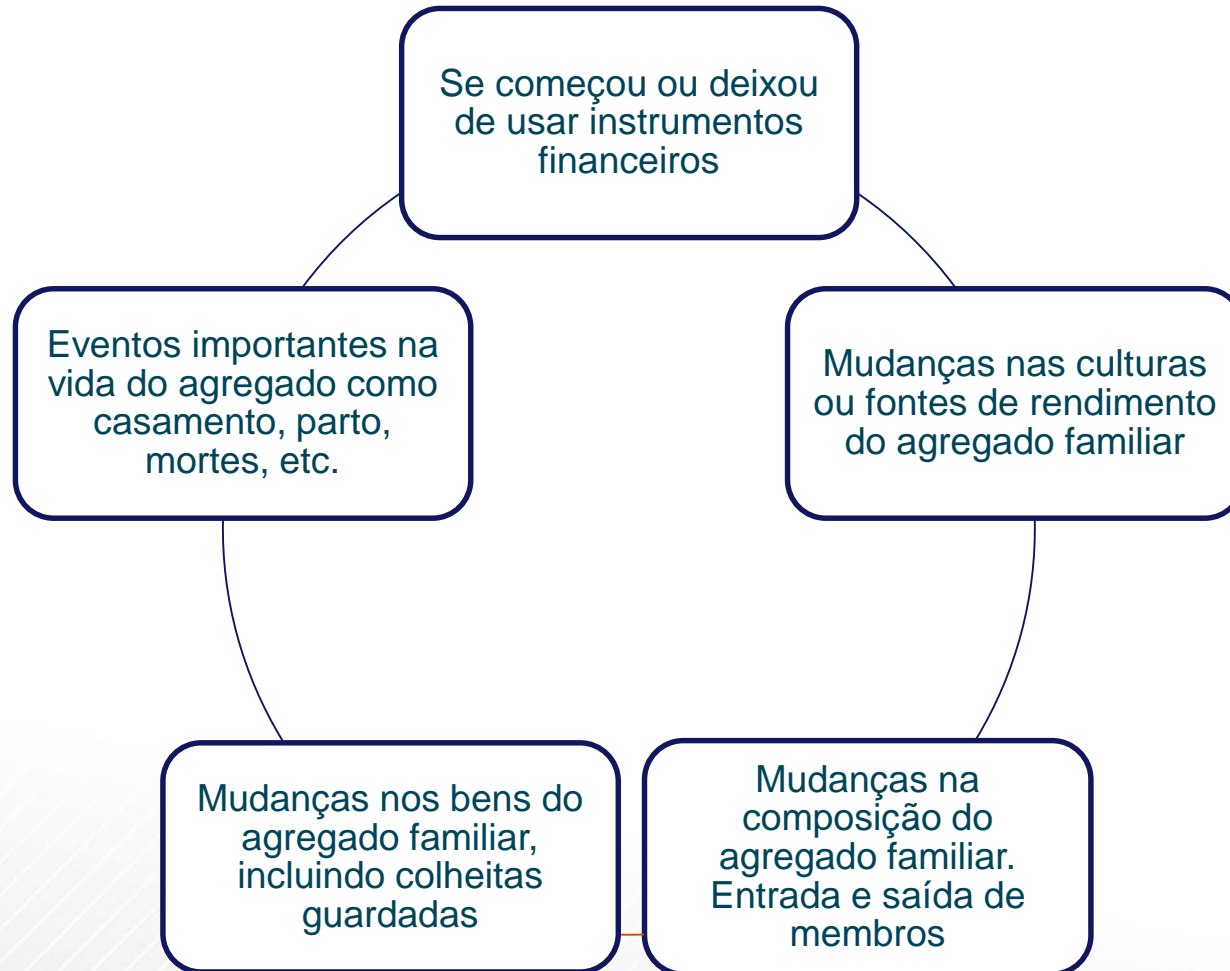 Se começou ou deixou
de usar instrumentos
financeiros
Eventos importantes na
vida do agregado como
casamento, parto,
mortes, etc.
Mudanças nas culturas
ou fontes de rendimento
do agregado familiar
Mudanças nos bens do
agregado familiar,
incluindo colheitas
guardadas
Mudanças na
composição do
agregado familiar.
Entrada e saída de
membros